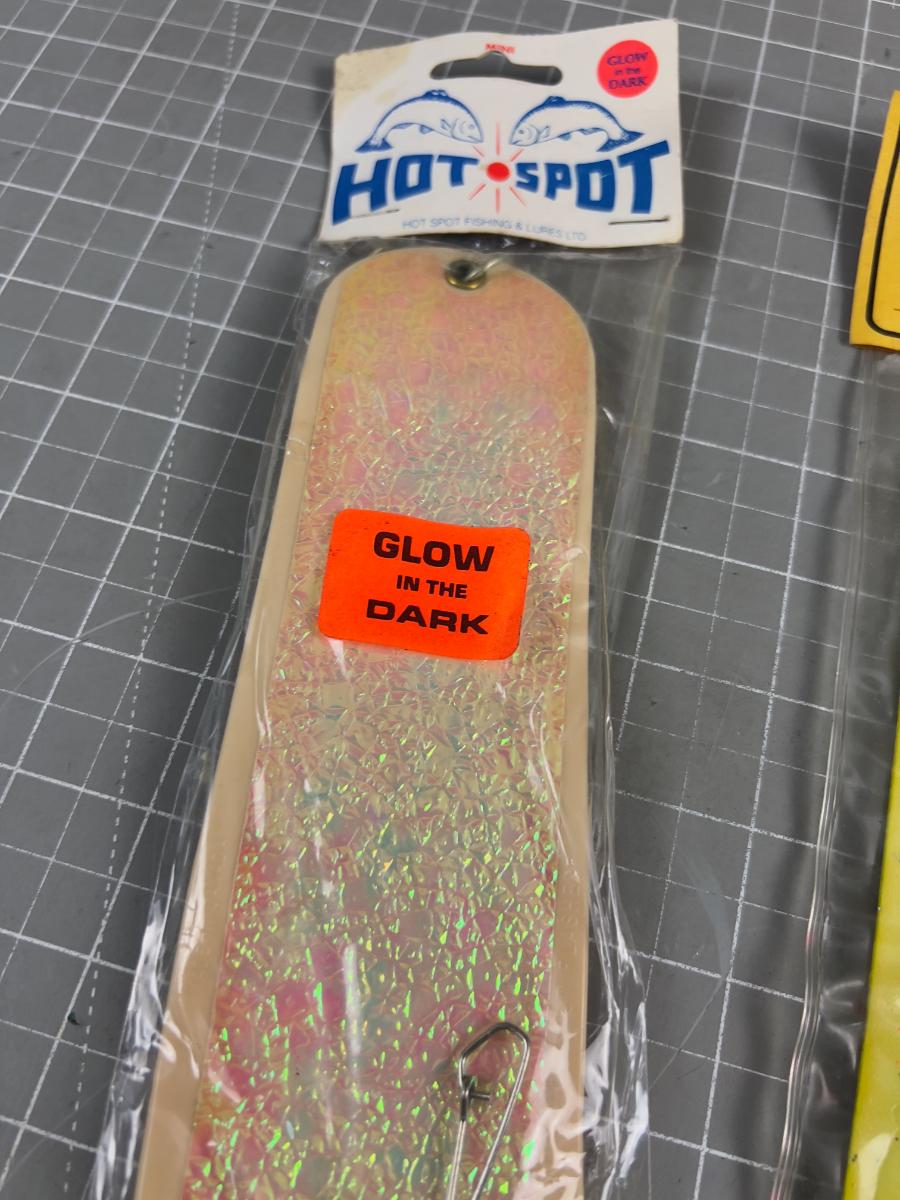 MINI
GLOW
in the
DARK
HOT SPOT
HOT SPOT FISHING & LURES LTD.
GLOW
IN THE
DARK